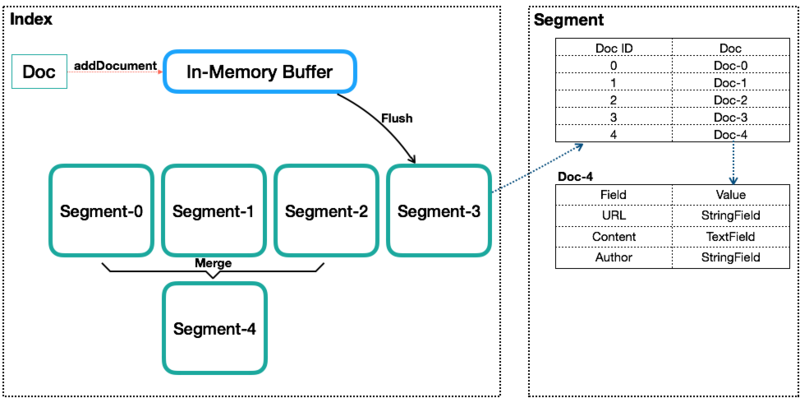 Index
Doc
addDocument
In-Memory Buffer
Flush
Segment-0
Segment-1
Segment-2
Segment-3
Merge
Segment-4
Segment
Doc ID Doc
0 Doc-0
1 Doc-1
2 Doc-2
3 Doc-3
4 Doc-4
Doc-4
Field Value
URL StringField
Content TextField
Author StringField